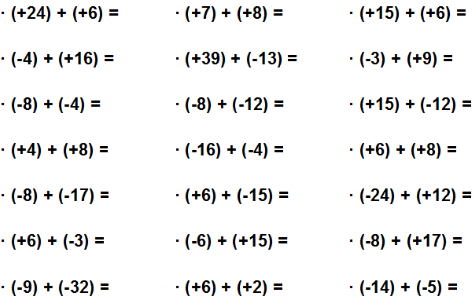 · (+24) + (+6) = · (+7) + (+8) = · (+15) + (+6) =
· (-4) + (+16) = · (+39) + (-13) = · (-3) + (+9) =
· (-8) + (-4) = · (-8) + (-12) = · (+15) + (-12) =
· (+4) + (+8) = · (-16) + (-4) = · (+6) + (+8) =
· (-8) + (-17) = · (+6) + (-15) = · (-24) + (+12) =
· (+6) + (-3) = · (-6) + (+15) = · (-8) + (+17) =
· (-9) + (-32) = · (+6) + (+2) = · (-14) + (-5) =